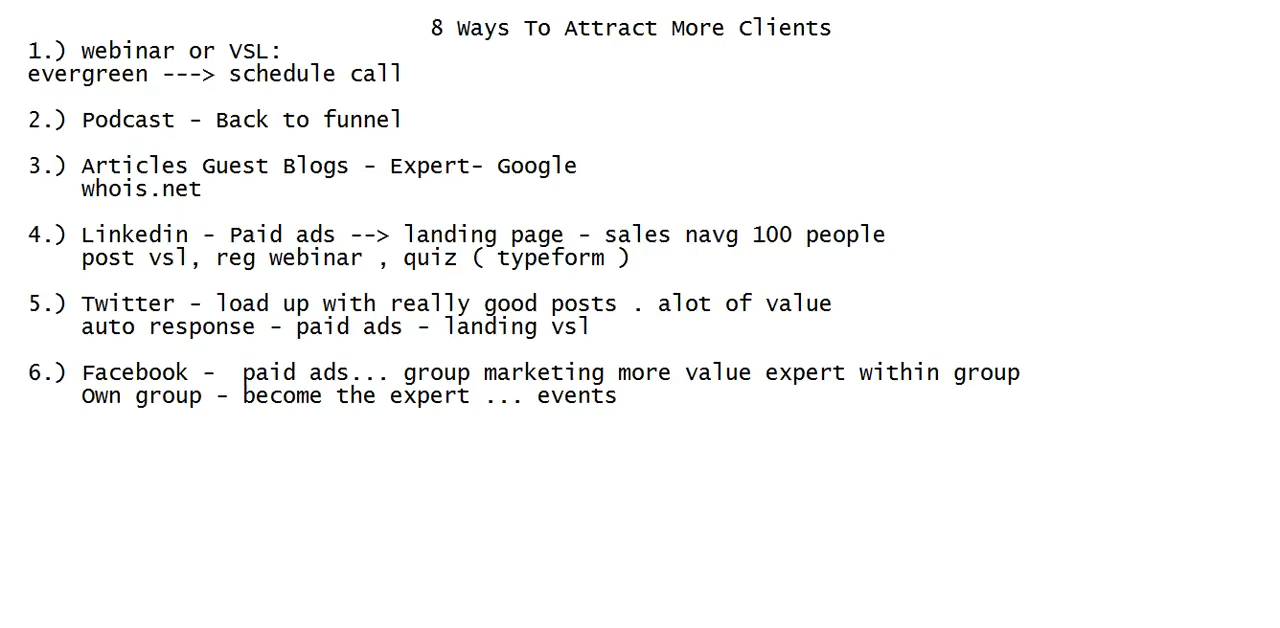 8 Ways To Attract More Clients
1.) webinar or VSL:
evergreen ---> schedule call
2.) Podcast - Back to funnel
3.) Articles Guest Blogs - Expert- Google
whois.net
4.) Linkedin - Paid ads --> landing page - sales navg 100 people
post vsl, reg webinar , quiz ( typeform )
5.) Twitter - load up with really good posts . alot of value
auto response - paid ads - landing vsl
6.) Facebook -  paid ads... group marketing more value expert within group
Own group - become the expert ... events